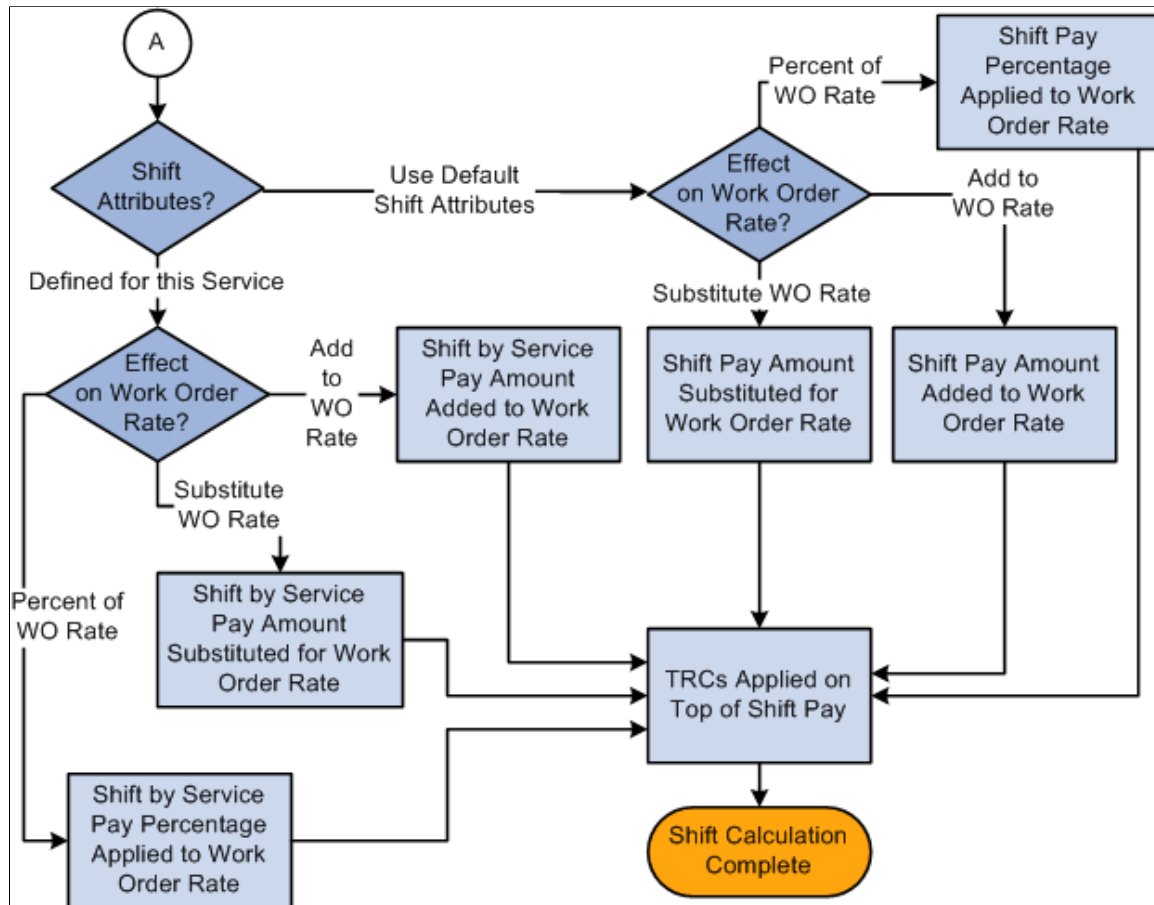 A
Shift
Attributes?
Use Default
Shift Attributes
Effect
on Work Order
Rate?
Percent of
WO Rate
Shift Pay
Percentage
Applied to Work
Order Rate
Add to
WO Rate
Substitute WO Rate
Shift Pay Amount
Substituted for
Work Order Rate
Shift Pay Amount
Added to Work
Order Rate
Defined for this Service
Effect
on Work Order
Rate?
Add
to
WO
Rate
Shift by Service
Pay Amount
Added to Work
Order Rate
Substitute
WO Rate
Shift by Service
Pay Amount
Substituted for Work
Order Rate
Percent of
WO Rate
Shift by Service
Pay Percentage
Applied to Work
Order Rate
TRCs Applied on
Top of Shift Pay
Shift Calculation
Complete